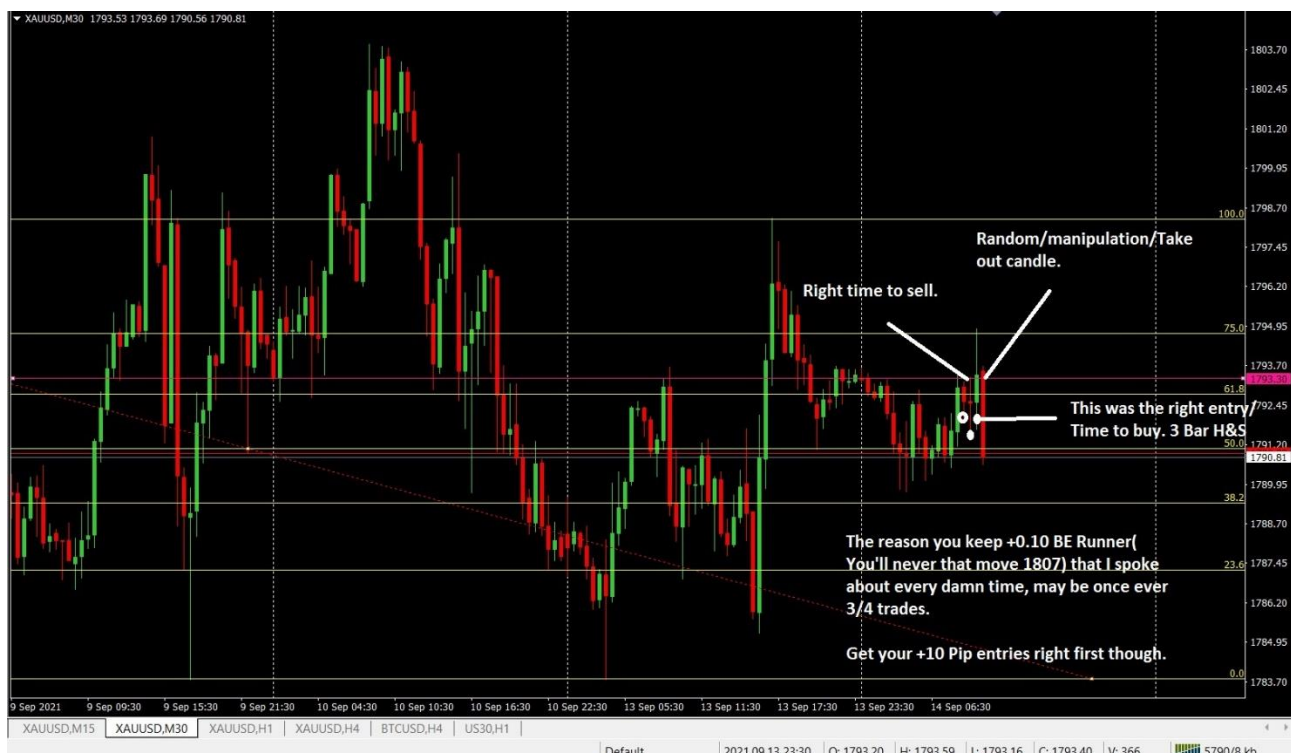 XAUUSD,M30 1793.53 1793.69 1790.56 1790.81
1803.70
1802.45
1801.20
1799.95
1798.70
100.0
1797.45
Random/manipulation/Take
out candle.
Right time to sell.
1796.20
1794.95
75.0
1793.70
1793.30
61.8
1792.45
This was the right entry/
Time to buy. 3 Bar H&S
1791.20
50.0
1790.81
1789.95
38.2
1788.70
The reason you keep +0.10 BE Runner(
You'll never that move 1807) that I spoke
about every damn time, may be once ever
3/4 trades.
1787.45
23.6
1786.20
1784.95
Get your +10 Pip entries right first though.
0.0
1783.70
9 Sep 2021 9 Sep 09:30 9 Sep 15:30 9 Sep 21:30 10 Sep 04:30 10 Sep 10:30 10 Sep 16:30 10 Sep 22:30 13 Sep 05:30 13 Sep 11:30 13 Sep 17:30 13 Sep 23:30 14 Sep 06:30
XAUUSD,M15 XAUUSD,M30 XAUUSD,H1 XAUUSD,H4 BTCUSD,H4 US30,H1
Default 2021.09.13 23:30 O: 1793.20 H: 1793.59 L: 1793.16 C: 1793.40 V: 366 5790/8 kb